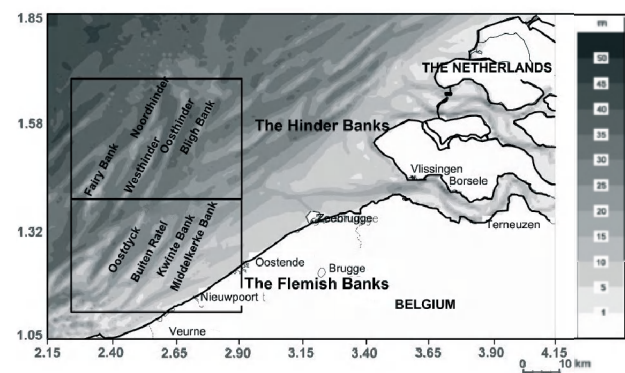 1.85
m
50
THE NETHERLANDS
45
Noordhinder
Oosthinder
Bligh Bank
40
1.58
The Hinder Banks
35
Fairy Bank
Westhinder
30
Vlissingen
Borsele
25
20
1.32
Zeebrugge
Terneuzen
15
Oostdyck
Buiten Ratel
Kwinte Bank
Middelkerke Bank
Oostende
Brugge
10
The Flemish Banks
5
Nieuwpoort
BELGIUM
1
Veurne
1.05
2.15 2.40 2.65 2.90 3.15 3.40 3.65 3.90 4.15
0 10 km